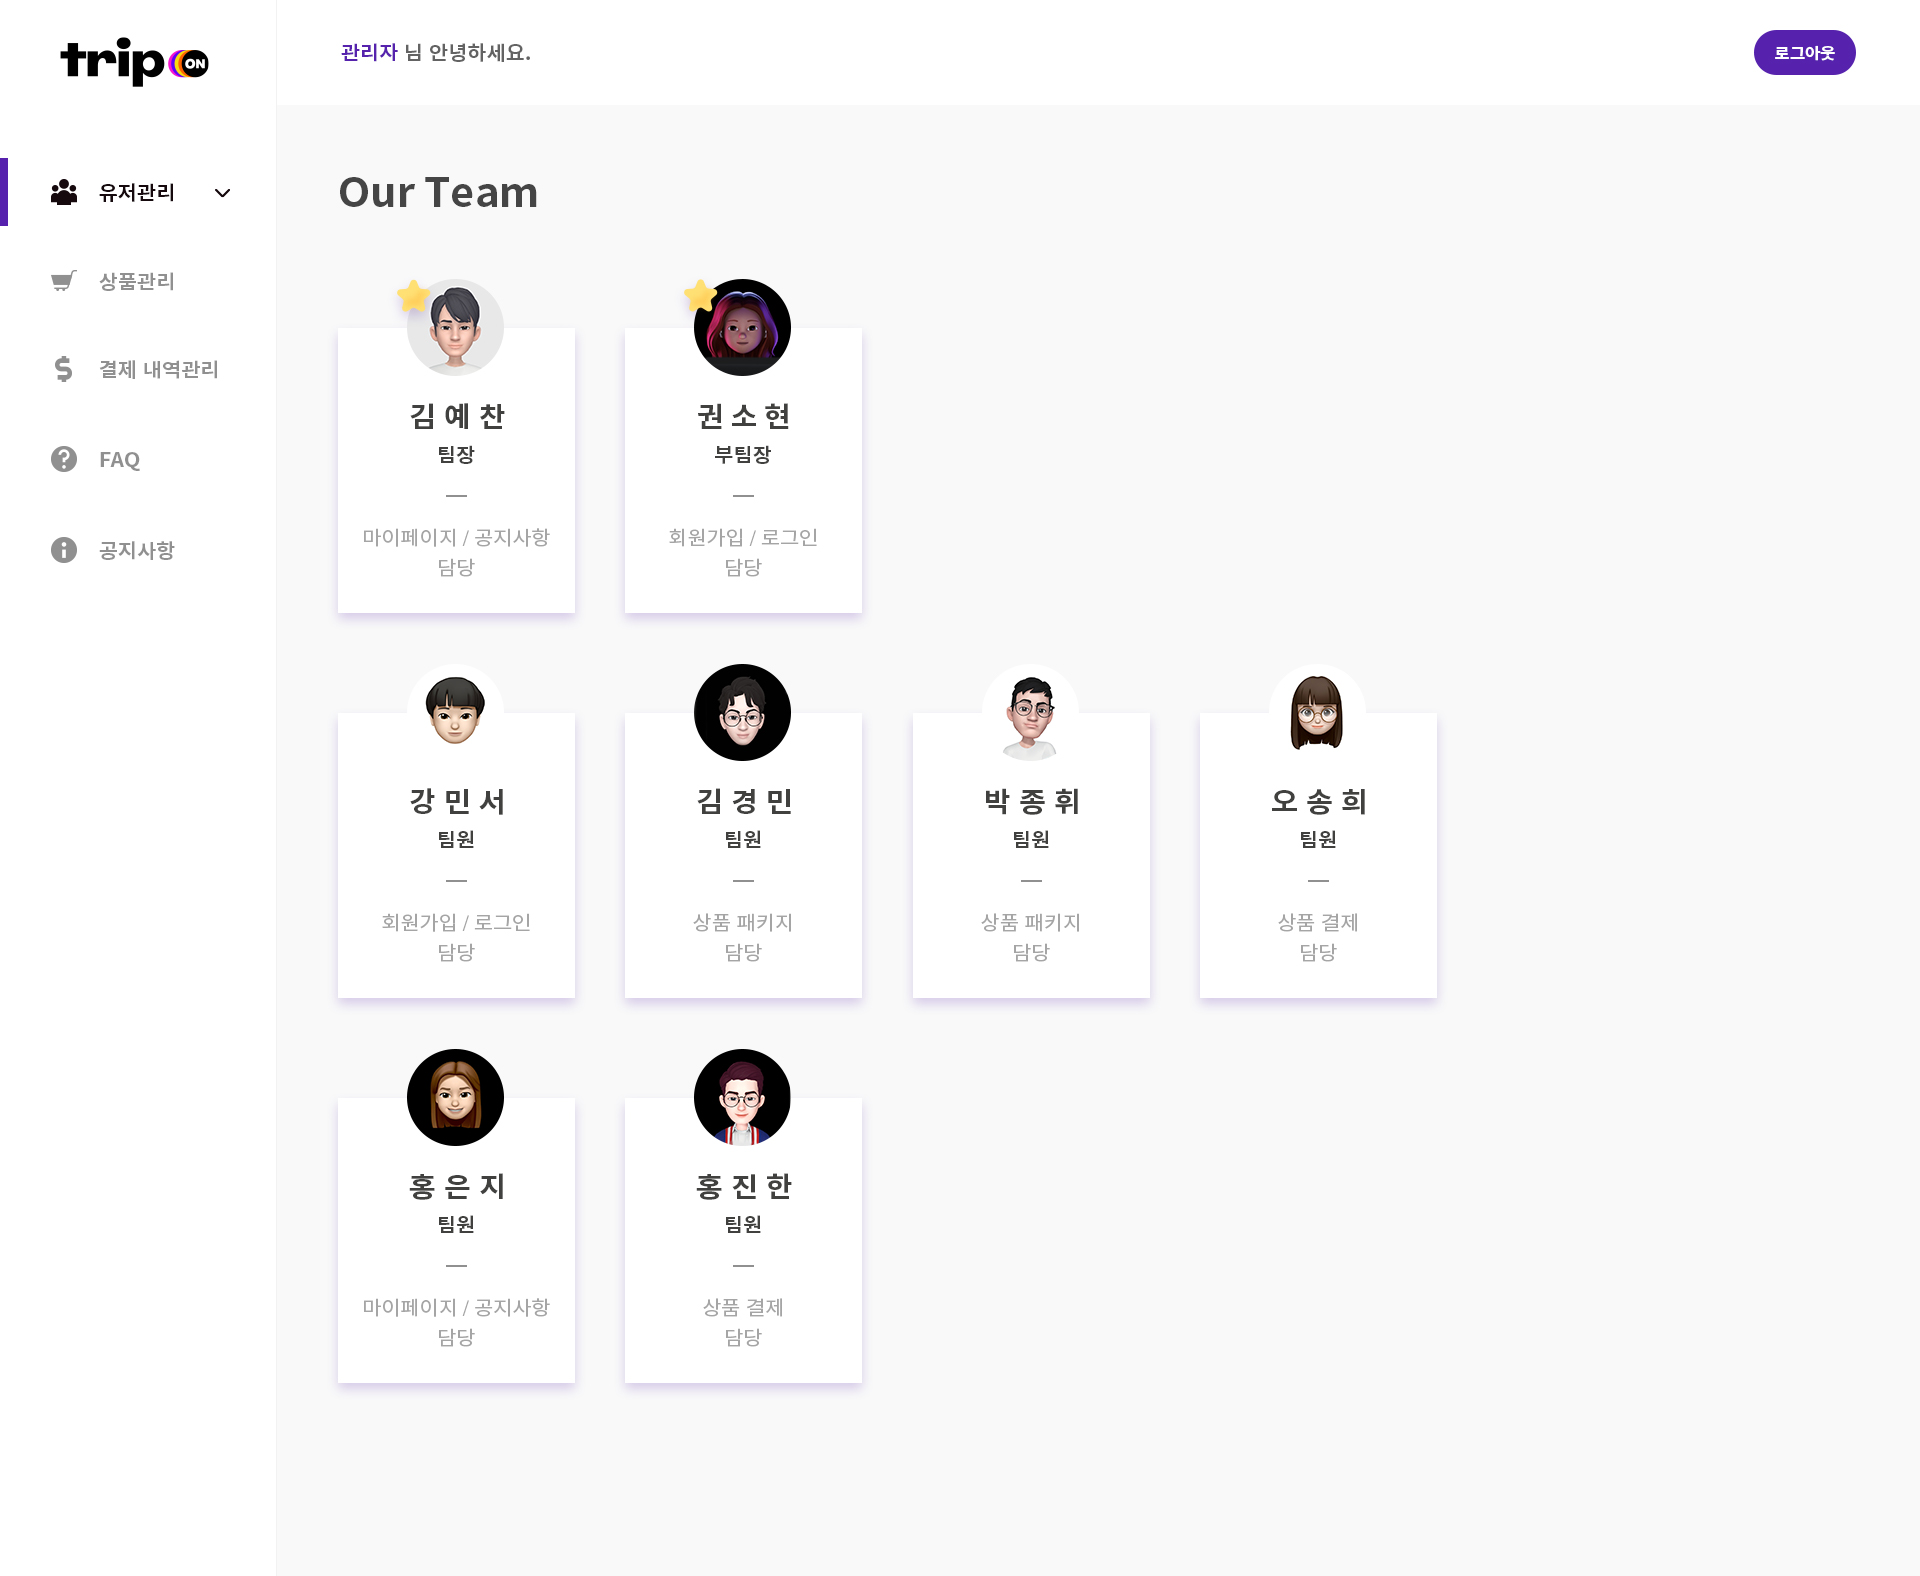 trip ON
관리자 님 안녕하세요.
로그아웃
유저관리
상품관리
결제 내역관리
FAQ
공지사항
Our Team
김예찬
팀장
마이페이지 / 공지사항
담당
권소현
부팀장
회원가입 / 로그인
담당
강민서
팀원
회원가입 / 로그인
담당
김경민
팀원
상품 패키지
담당
박종휘
팀원
상품 패키지
담당
오송희
팀원
상품 결제
담당
홍은지
팀원
마이페이지 / 공지사항
담당
홍진한
팀원
상품 결제
담당